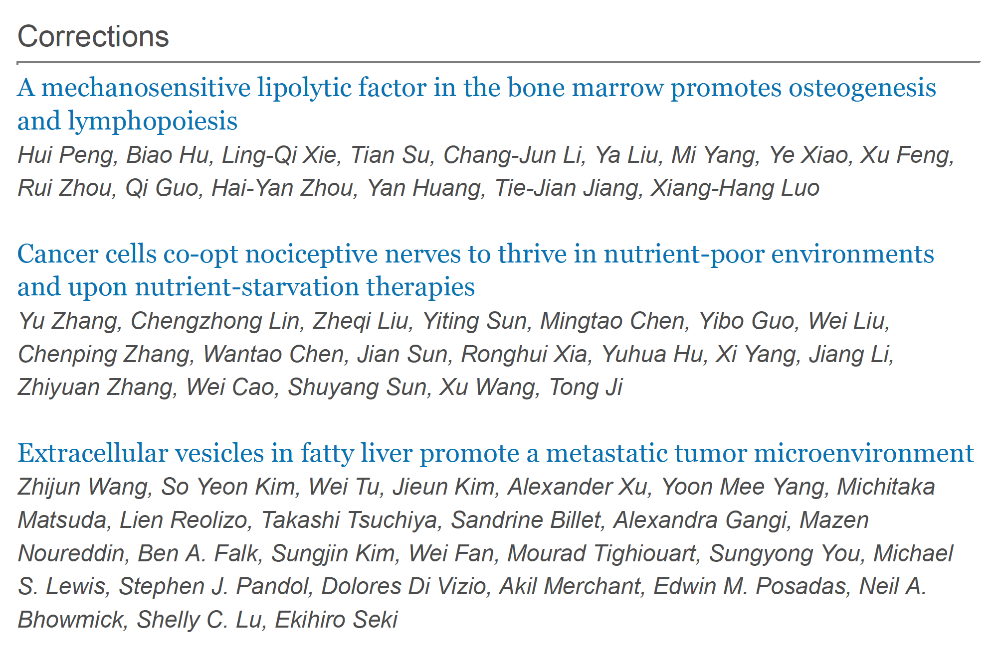 Corrections
A mechanosensitive lipolytic factor in the bone marrow promotes osteogenesis
and lymphopoiesis
Hui Peng, Biao Hu, Ling-Qi Xie, Tian Su, Chang-Jun Li, Ya Liu, Mi Yang, Ye Xiao, Xu Feng,
Rui Zhou, Qi Guo, Hai-Yan Zhou, Yan Huang, Tie-Jian Jiang, Xiang-Hang Luo
Cancer cells co-opt nociceptive nerves to thrive in nutrient-poor environments
and upon nutrient-starvation therapies
Yu Zhang, Chengzhong Lin, Zheqi Liu, Yiting Sun, Mingtao Chen, Yibo Guo, Wei Liu,
Chenping Zhang, Wantao Chen, Jian Sun, Ronghui Xia, Yuhua Hu, Xi Yang, Jiang Li,
Zhiyuan Zhang, Wei Cao, Shuyang Sun, Xu Wang, Tong Ji
Extracellular vesicles in fatty liver promote a metastatic tumor microenvironment
Zhijun Wang, So Yeon Kim, Wei Tu, Jieun Kim, Alexander Xu, Yoon Mee Yang, Michitaka
Matsuda, Lien Reolizo, Takashi Tsuchiya, Sandrine Billet, Alexandra Gangi, Mazen
Noureddin, Ben A. Falk, Sungjin Kim, Wei Fan, Mourad Tighiouart, Sungyong You, Michael
S. Lewis, Stephen J. Pandol, Dolores Di Vizio, Akil Merchant, Edwin M. Posadas, Neil A.
Bhowmick, Shelly C. Lu, Ekihiro Seki